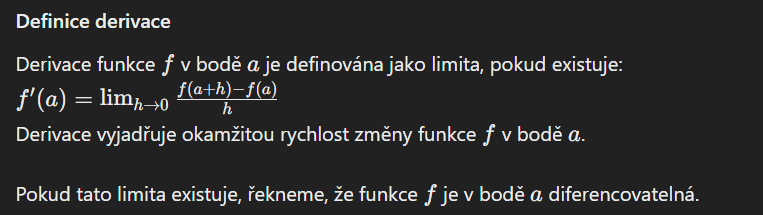 Definice derivace
Derivace funkce f v bodě a je definována jako limita, pokud existuje:
f′(a) = lim_{h→0} \frac{f(a+h)−f(a)}{h}
Derivace vyjadřuje okamžitou rychlost změny funkce f v bodě a.
Pokud tato limita existuje, řekneme, že funkce f je v bodě a diferencovatelná.